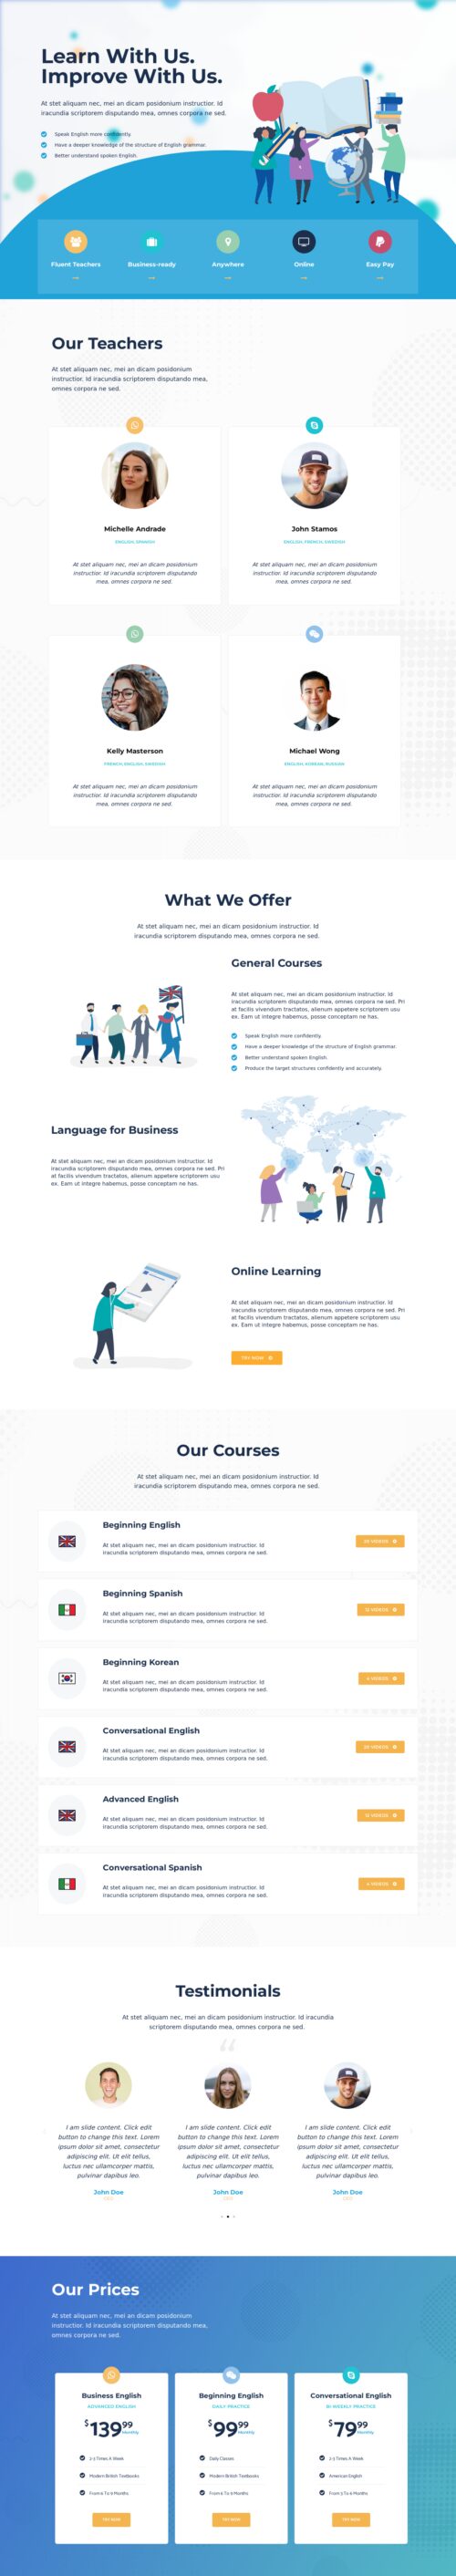 Learn With Us.
Improve With Us.
At stet aliquam nec, mei an dicam posidonium instructior. Id
iracundia scriptorem disputando mea, omnes corpora ne sed.
Speak English more confidently.
Have a deeper knowledge of the structure of English grammar.
Better understand spoken English.
Fluent Teachers
Business-ready
Anywhere
Online
Easy Pay
Our Teachers
At stet aliquam nec, mei an dicam posidonium
instructior. Id iracundia scriptorem disputando mea,
omnes corpora ne sed.
Michelle Andrade
ENGLISH, SPANISH
At stet aliquam nec, mei an dicam posidonium
instructior. Id iracundia scriptorem disputando
mea, omnes corpora ne sed.
John Stamos
ENGLISH, FRENCH, SWEDISH
At stet aliquam nec, mei an dicam posidonium
instructior. Id iracundia scriptorem disputando
mea, omnes corpora ne sed.
Kelly Masterson
FRENCH, ENGLISH, SWEDISH
At stet aliquam nec, mei an dicam posidonium
instructior. Id iracundia scriptorem disputando
mea, omnes corpora ne sed.
Michael Wong
ENGLISH, KOREAN, RUSSIAN
At stet aliquam nec, mei an dicam posidonium
instructior. Id iracundia scriptorem disputando
mea, omnes corpora ne sed.
What We Offer
At stet aliquam nec, mei an dicam posidonium instructior. Id
iracundia scriptorem disputando mea, omnes corpora ne sed.
General Courses
At stet aliquam nec, mei an dicam posidonium instructior. Id
iracundia scriptorem disputando mea, omnes corpora ne sed. Pri
at facilis vivendum tractatos, alienum appetere scriptorem usu
ex. Eam ut integre habemus, posse conceptam ne has.
Speak English more confidently.
Have a deeper knowledge of the structure of English grammar.
Better understand spoken English.
Produce the target structures confidently and accurately.
Language for Business
At stet aliquam nec, mei an dicam posidonium instructior. Id
iracundia scriptorem disputando mea, omnes corpora ne sed. Pri
at facilis vivendum tractatos, alienum appetere scriptorem usu
ex. Eam ut integre habemus, posse conceptam ne has.
Online Learning
At stet aliquam nec, mei an dicam posidonium instructior. Id
iracundia scriptorem disputando mea, omnes corpora ne sed. Pri
at facilis vivendum tractatos, alienum appetere scriptorem usu
ex. Eam ut integre habemus, posse conceptam ne has.
TRY NOW
Our Courses
At stet aliquam nec, mei an dicam posidonium instructior. Id
iracundia scriptorem disputando mea, omnes corpora ne sed.
Beginning English
At stet aliquam nec, mei an dicam posidonium instructior. Id
iracundia scriptorem disputando mea, omnes corpora ne sed.
VIDEOS
Beginning Spanish
At stet aliquam nec, mei an dicam posidonium instructior. Id
iracundia scriptorem disputando mea, omnes corpora ne sed.
VIDEOS
Beginning Korean
At stet aliquam nec, mei an dicam posidonium instructior. Id
iracundia scriptorem disputando mea, omnes corpora ne sed.
VIDEOS
Conversational English
At stet aliquam nec, mei an dicam posidonium instructior. Id
iracundia scriptorem disputando mea, omnes corpora ne sed.
VIDEOS
Advanced English
At stet aliquam nec, mei an dicam posidonium instructior. Id
iracundia scriptorem disputando mea, omnes corpora ne sed.
VIDEOS
Conversational Spanish
At stet aliquam nec, mei an dicam posidonium instructior. Id
iracundia scriptorem disputando mea, omnes corpora ne sed.
VIDEOS
Testimonials
At stet aliquam nec, mei an dicam posidonium instructior. Id iracundia
scriptorem disputando mea, omnes corpora ne sed.
I am slide content. Click edit
button to change this text. Lorem
ipsum dolor sit amet, consectetur
adipiscing elit. Ut elit tellus,
luctus nec ullamcorper mattis,
pulvinar dapibus leo.
John Doe
I am slide content. Click edit
button to change this text. Lorem
ipsum dolor sit amet, consectetur
adipiscing elit. Ut elit tellus,
luctus nec ullamcorper mattis,
pulvinar dapibus leo.
John Doe
I am slide content. Click edit
button to change this text. Lorem
ipsum dolor sit amet, consectetur
adipiscing elit. Ut elit tellus,
luctus nec ullamcorper mattis,
pulvinar dapibus leo.
John Doe
Our Prices
At stet aliquam nec, mei an dicam posidonium
instructior. Id iracundia scriptorem disputando mea,
omnes corpora ne sed.
Business English
ADVANCED ENGLISH
$139.99 Monthly
2-3 Times A Week
Modern British Textbooks
From 6 To 9 Months
TRY NOW
Beginning English
DAILY PRACTICE
$99.99 Monthly
Daily Classes
Modern British Textbooks
From 6 To 9 Months
TRY NOW
Conversational English
BI-WEEKLY PRACTICE
$79.99 Monthly
2-3 Times A Week
American English
From 3 To 6 Months
TRY NOW